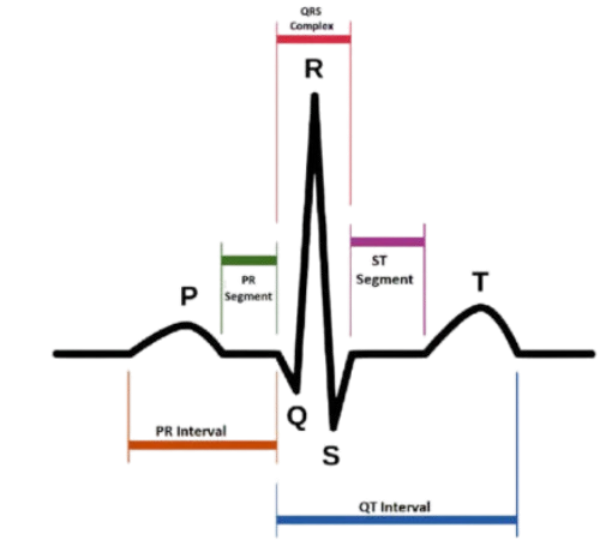 QRS
Complex
R
ST
Segment
PR
Segment
P
T
Q
PR Interval
S
QT Interval